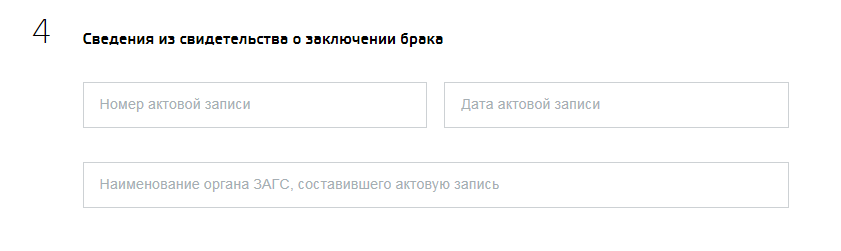 4
Сведения из свидетельства о заключении брака
Номер актовой записи
Дата актовой записи
Наименование органа ЗАГС, составившего актовую запись